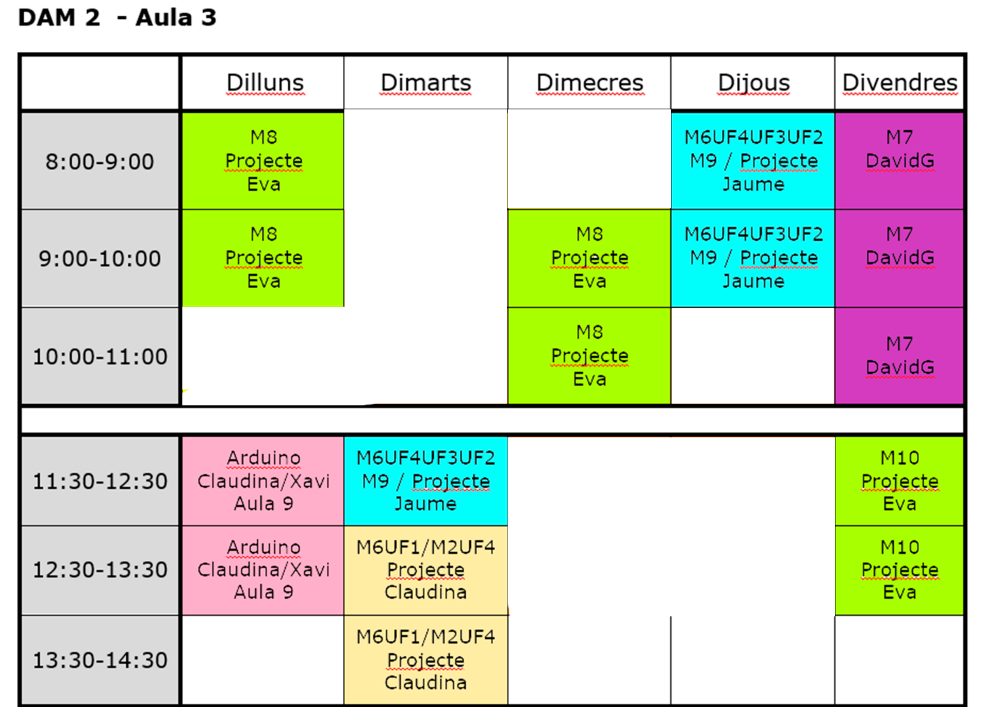 DAM 2 - Aula 3
Dilluns Dimarts Dimecres Dijous Divendres
8:00-9:00
M8
Projecte
Eva
M6UF4UF3UF2
M9 / Projecte
Jaume
M7
DavidG
9:00-10:00
M8
Projecte
Eva
M8
Projecte
Eva
M6UF4UF3UF2
M9 / Projecte
Jaume
M7
DavidG
10:00-11:00
M8
Projecte
Eva
M7
DavidG
11:30-12:30
Arduino
Claudina/Xavi
Aula 9
M6UF4UF3UF2
M9 / Projecte
Jaume
M10
Projecte
Eva
12:30-13:30
Arduino
Claudina/Xavi
Aula 9
M6UF1/M2UF4
Projecte
Claudina
M10
Projecte
Eva
13:30-14:30
M6UF1/M2UF4
Projecte
Claudina